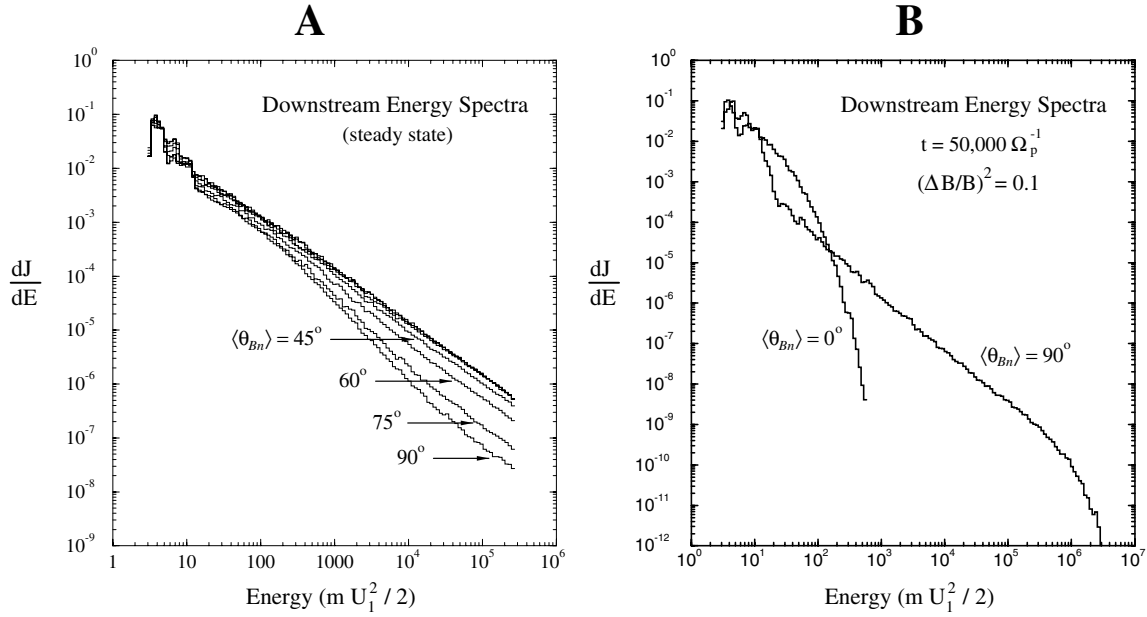 A
10^0
10^-1
10^-2
10^-3
10^-4
10^-5
10^-6
10^-7
10^-8
10^-9
dJ
dE
Downstream Energy Spectra
(steady state)
⟨θ_Bn⟩ = 45°
60°
75°
90°
1
10
100
1000
10^4
10^5
10^6
Energy (m U_1^2 / 2)
B
10^0
10^-1
10^-2
10^-3
10^-4
10^-5
10^-6
10^-7
10^-8
10^-9
10^-10
10^-11
10^-12
dJ
dE
Downstream Energy Spectra
t = 50,000 Ω_p^-1
(ΔB/B)^2 = 0.1
⟨θ_Bn⟩ = 0°
⟨θ_Bn⟩ = 90°
10^0
10^1
10^2
10^3
10^4
10^5
10^6
10^7
Energy (m U_1^2 / 2)